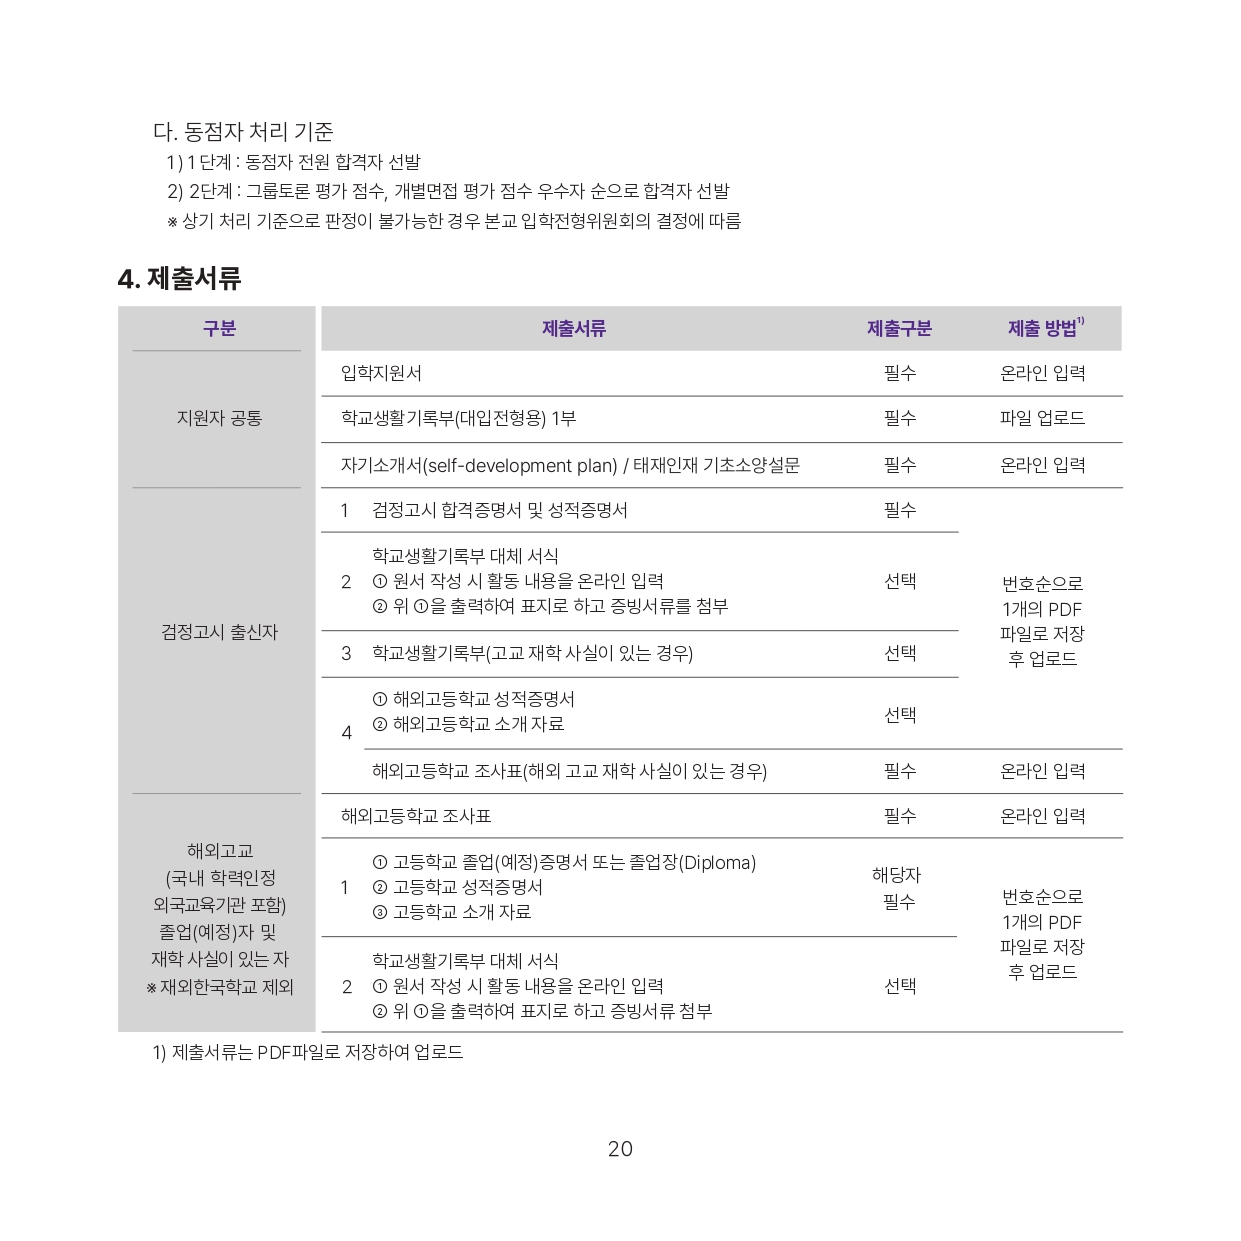 다. 동점자 처리 기준
1) 1단계 : 동점자 전원 합격자 선발
2) 2단계 : 그룹토론 평가 점수, 개별면접 평가 점수 우수자 순으로 합격자 선발
※ 상기 처리 기준으로 판정이 불가능한 경우 본교 입학전형위원회의 결정에 따름
4. 제출서류
구분 제출서류 제출구분 제출 방법1)
지원자 공통
입학지원서 필수 온라인 입력
학교생활기록부(대입전형용) 1부 필수 파일 업로드
자기소개서(self-development plan) / 태재인재 기초소양설문 필수 온라인 입력
검정고시 출신자
1 검정고시 합격증명서 및 성적증명서 필수
학교생활기록부 대체 서식
2 ① 원서 작성 시 활동 내용을 온라인 입력 선택
② 위 ①을 출력하여 표지로 하고 증빙서류를 첨부
3 학교생활기록부(고교 재학 사실이 있는 경우) 선택
① 해외고등학교 성적증명서
4 ② 해외고등학교 소개 자료 선택
번호순으로
1개의 PDF
파일로 저장
후 업로드
해외고등학교 조사표(해외 고교 재학 사실이 있는 경우) 필수 온라인 입력
해외고교
(국내 학력인정
외국교육기관 포함)
졸업(예정)자 및
재학 사실이 있는 자
※ 재외한국학교 제외
해외고등학교 조사표 필수 온라인 입력
① 고등학교 졸업(예정)증명서 또는 졸업장(Diploma)
1 ② 고등학교 성적증명서
③ 고등학교 소개 자료
해당자
필수
학교생활기록부 대체 서식
2 ① 원서 작성 시 활동 내용을 온라인 입력 선택
② 위 ①을 출력하여 표지로 하고 증빙서류 첨부
번호순으로
1개의 PDF
파일로 저장
후 업로드
1) 제출서류는 PDF파일로 저장하여 업로드
20